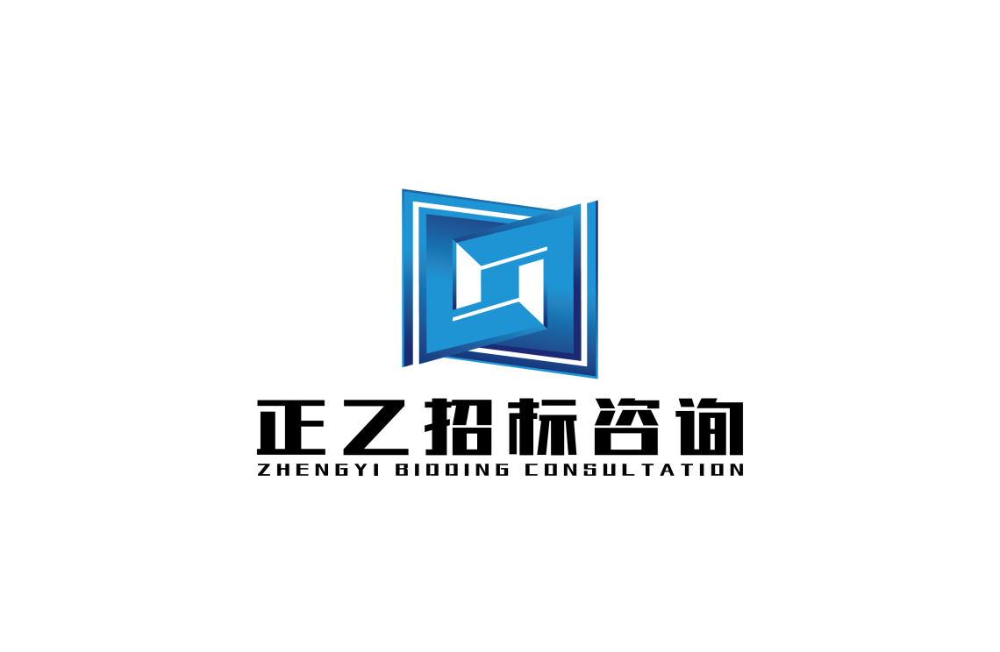 正乙招标咨询
ZHENGYI BIDDING CONSULTATION